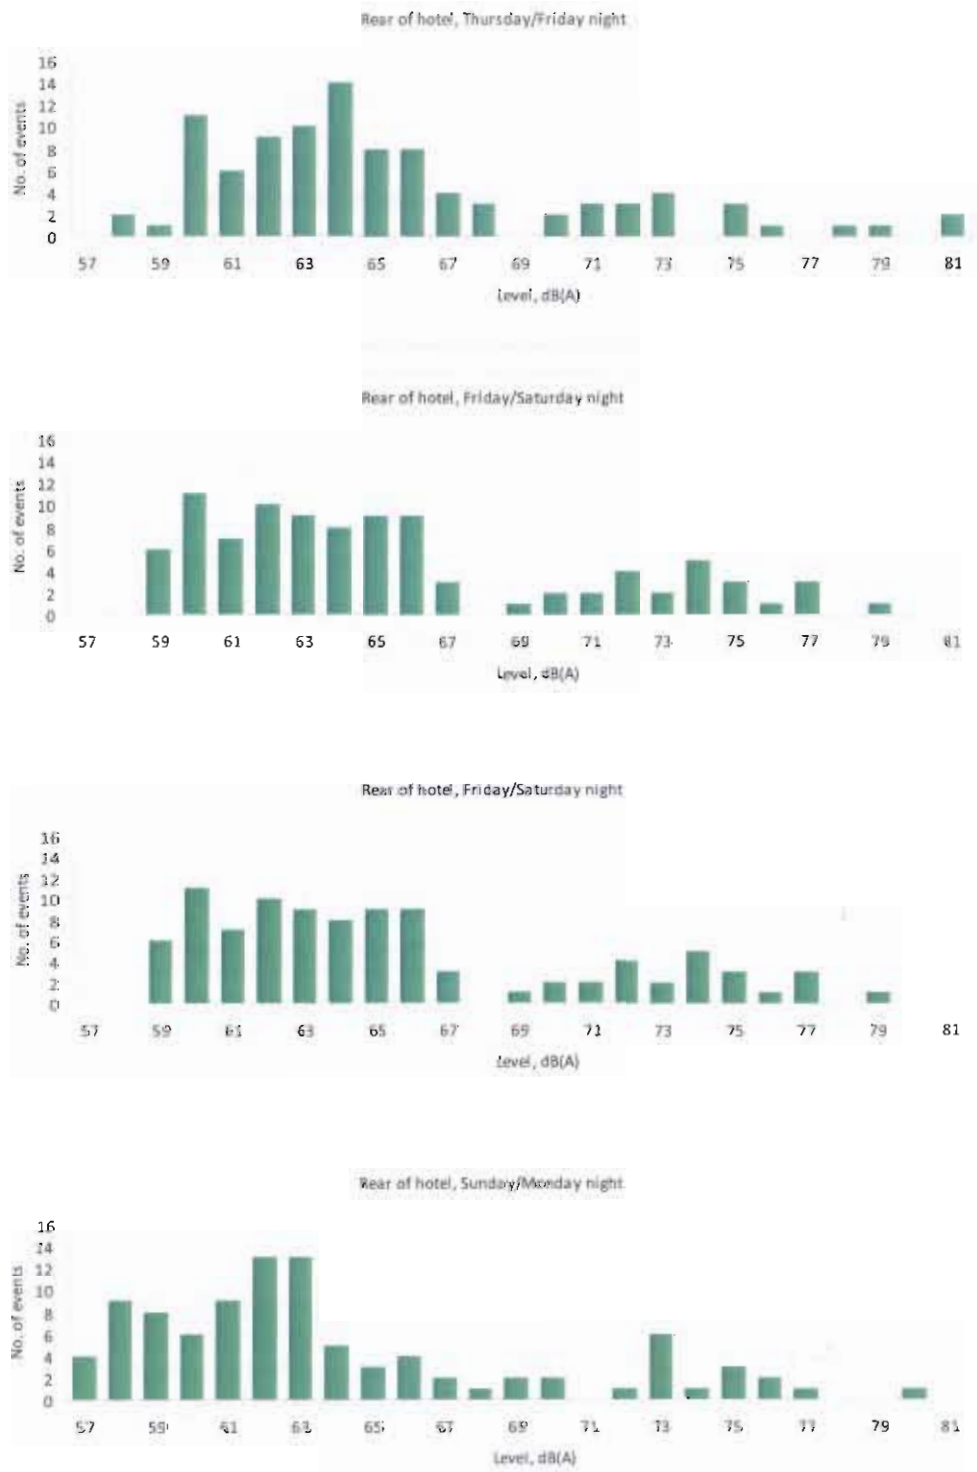 Rear of hotel, Thursday/Friday night
16
14
12
10
8
6
4
2
0
No. of events
57 59 61 63 65 67 69 71 73 75 77 79 81
Level, dB(A)
Rear of hotel, Friday/Saturday night
16
14
12
10
8
6
4
2
0
No. of events
57 59 61 63 65 67 69 71 73 75 77 79 81
Level, dB(A)
Rear of hotel, Friday/Saturday night
16
14
12
10
8
6
4
2
0
No. of events
57 59 61 63 65 67 69 71 73 75 77 79 81
Level, dB(A)
Rear of hotel, Sunday/Monday night
16
14
12
10
8
6
4
2
0
No. of events
57 59 61 63 65 67 69 71 73 75 77 79 81
Level, dB(A)